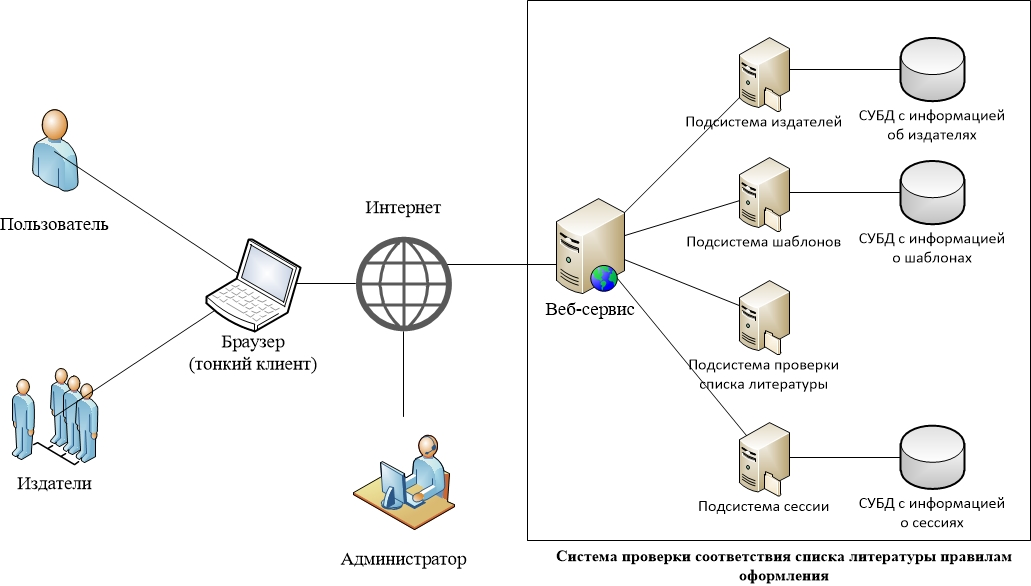 Пользователь
Издатели
Браузер
(тонкий клиент)
Интернет
Администратор
Веб-сервис
Подсистема издателей
СУБД с информацией
об издателях
Подсистема шаблонов
СУБД с информацией
о шаблонах
Подсистема проверки
списка литературы
Подсистема сессии
СУБД с информацией
о сессиях
Система проверки соответствия списка литературы правилам
оформления